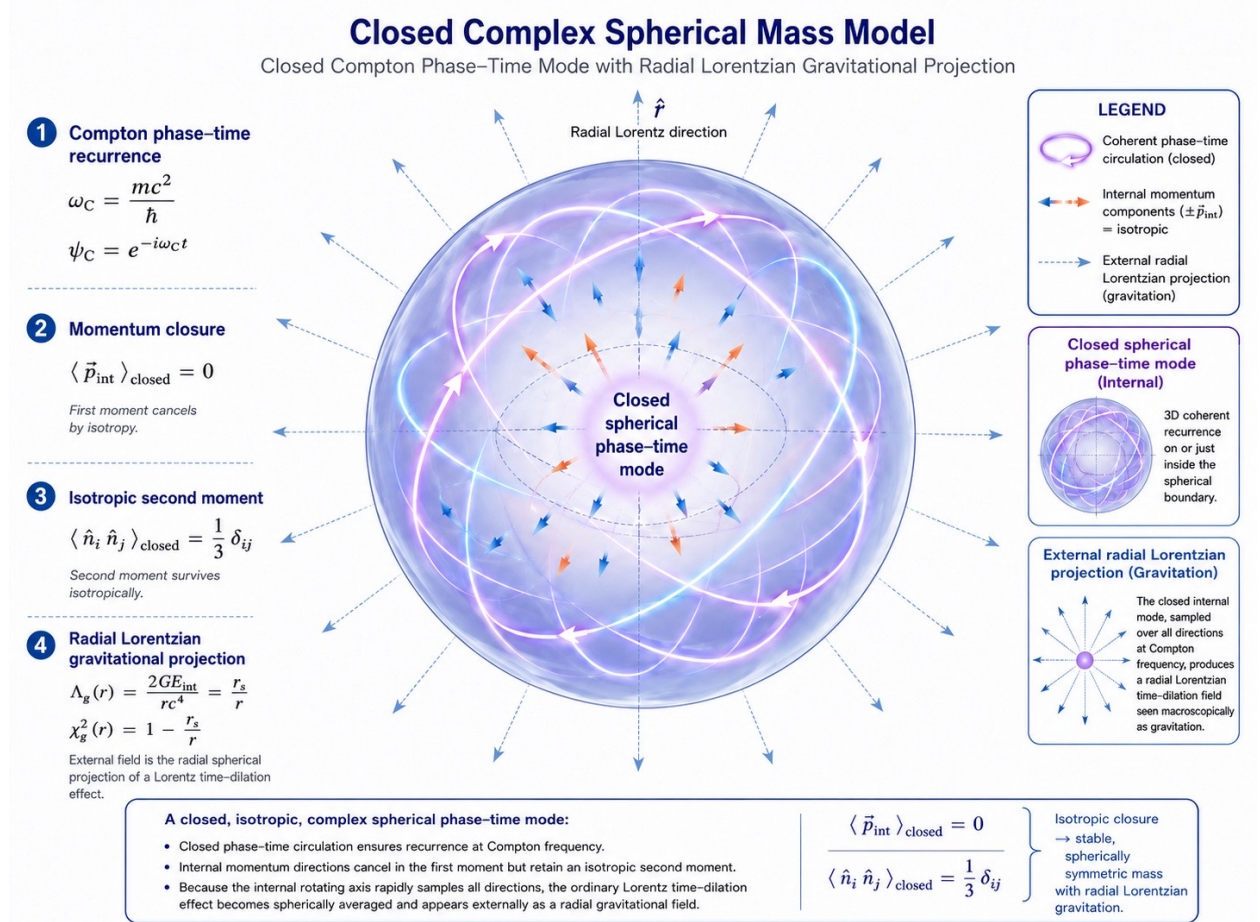 Closed Complex Spherical Mass Model
Closed Compton Phase–Time Mode with Radial Lorentzian Gravitational Projection
1 Compton phase–time
recurrence
ω_C = mc² / ħ
ψ_C = e^{−iω_C t}
2 Momentum closure
⟨ p⃗_int ⟩_closed = 0
First moment cancels
by isotropy.
3 Isotropic second moment
⟨ n̂_i n̂_j ⟩_closed = 1/3 δ_ij
Second moment survives
isotropically.
4 Radial Lorentzian
gravitational projection
Λ_g(r) = 2GE_int / rc⁴ = r_s / r
χ_g²(r) = 1 − r_s / r
External field is the radial spherical
projection of a Lorentz time–dilation
effect.
r̂
Radial Lorentz direction
Closed
spherical
phase–time
mode
LEGEND
Coherent phase–time
circulation (closed)
Internal momentum
components (±p⃗_int)
= isotropic
External radial
Lorentzian projection
(gravitation)
Closed spherical
phase–time mode
(Internal)
3D coherent
recurrence
on or just
inside the
spherical
boundary.
External radial Lorentzian
projection (Gravitation)
The closed internal
mode, sampled
over all directions
at Compton
frequency, produces
a radial Lorentzian
time–dilation field
seen macroscopically
as gravitation.
A closed, isotropic, complex spherical phase–time mode:
• Closed phase–time circulation ensures recurrence at Compton frequency.
• Internal momentum directions cancel in the first moment but retain an isotropic second moment.
• Because the internal rotating axis rapidly samples all directions, the ordinary Lorentz time–dilation
effect becomes spherically averaged and appears externally as a radial gravitational field.
⟨ p⃗_int ⟩_closed = 0
⟨ n̂_i n̂_j ⟩_closed = 1/3 δ_ij
Isotropic closure
→ stable,
spherically
symmetric mass
with radial Lorentzian
gravitation.